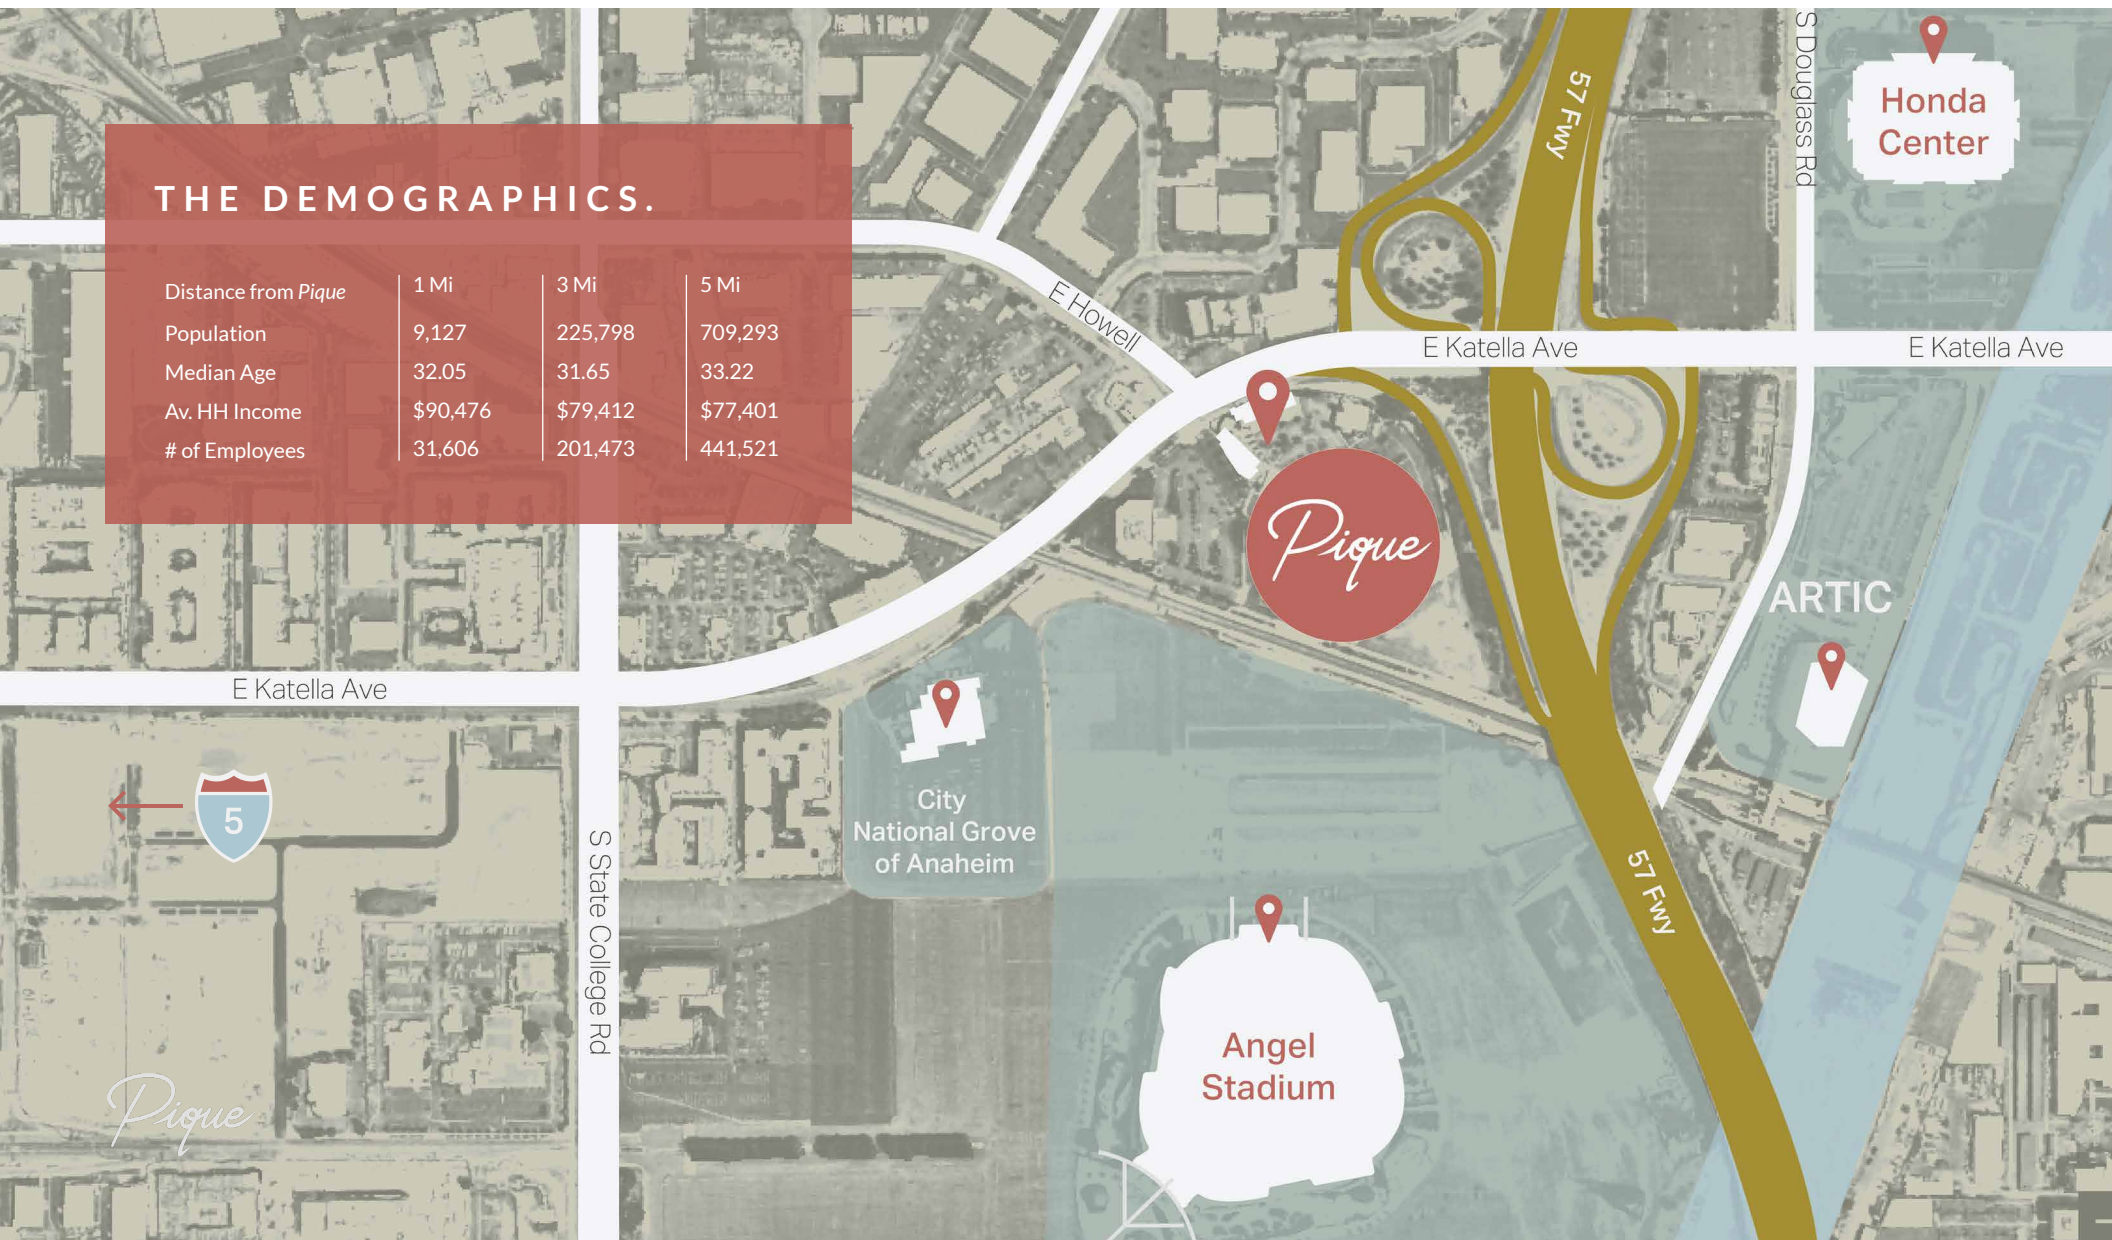 THE DEMOGRAPHICS.
Distance from Pique 1 Mi 3 Mi 5 Mi
Population 9,127 225,798 709,293
Median Age 32.05 31.65 33.22
Av. HH Income $90,476 $79,412 $77,401
# of Employees 31,606 201,473 441,521
57 Fwy
S Douglass Rd
Honda
Center
E Howell
E Katella Ave
E Katella Ave
Pique
ARTIC
E Katella Ave
5
City
National Grove
of Anaheim
S State College Rd
57 Fwy
Angel
Stadium
Pique